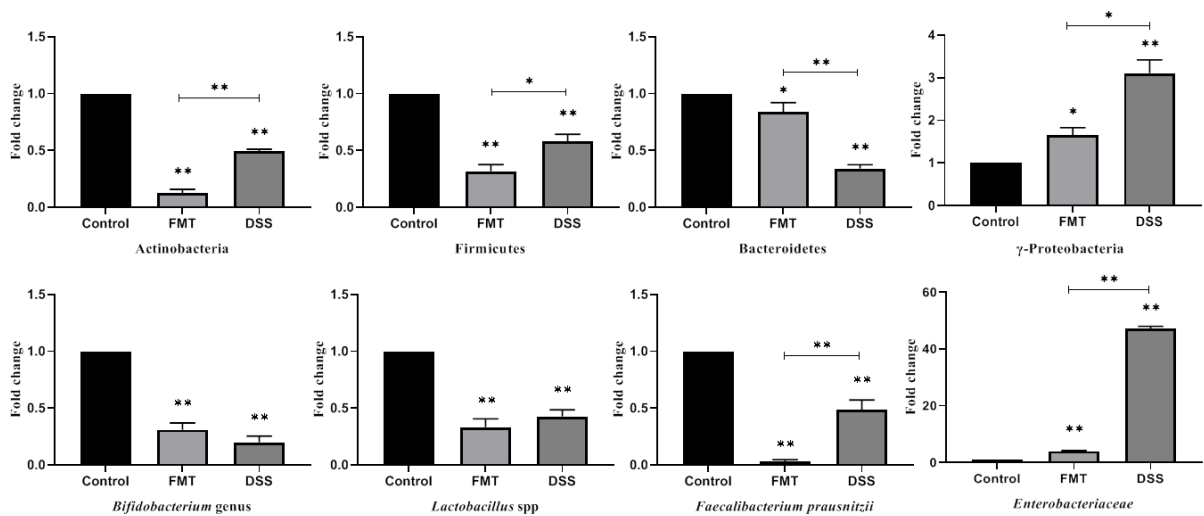 Fold change
1.5
1.0
0.5
0.0
**
**
**
Control FMT DSS
Actinobacteria
Fold change
1.5
1.0
0.5
0.0
**
*
**
Control FMT DSS
Firmicutes
Fold change
1.5
1.0
0.5
0.0
*
**
**
Control FMT DSS
Bacteroidetes
Fold change
4
3
2
1
0
*
*
**
Control FMT DSS
γ-Proteobacteria
Fold change
1.5
1.0
0.5
0.0
**
**
Control FMT DSS
Bifidobacterium genus
Fold change
1.5
1.0
0.5
0.0
**
**
Control FMT DSS
Lactobacillus spp
Fold change
1.5
1.0
0.5
0.0
**
**
**
Control FMT DSS
Faecalibacterium prausnitzii
Fold change
60
40
20
0
**
**
**
Control FMT DSS
Enterobacteriaceae